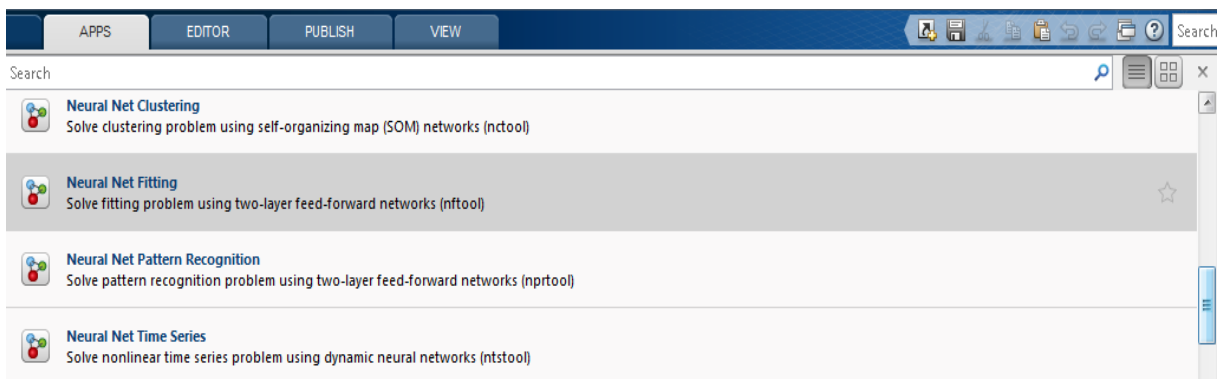 APPS EDITOR PUBLISH VIEW Search
Search
Neural Net Clustering
Solve clustering problem using self-organizing map (SOM) networks (nctool)
Neural Net Fitting
Solve fitting problem using two-layer feed-forward networks (nftool)
Neural Net Pattern Recognition
Solve pattern recognition problem using two-layer feed-forward networks (nprtool)
Neural Net Time Series
Solve nonlinear time series problem using dynamic neural networks (ntstool)